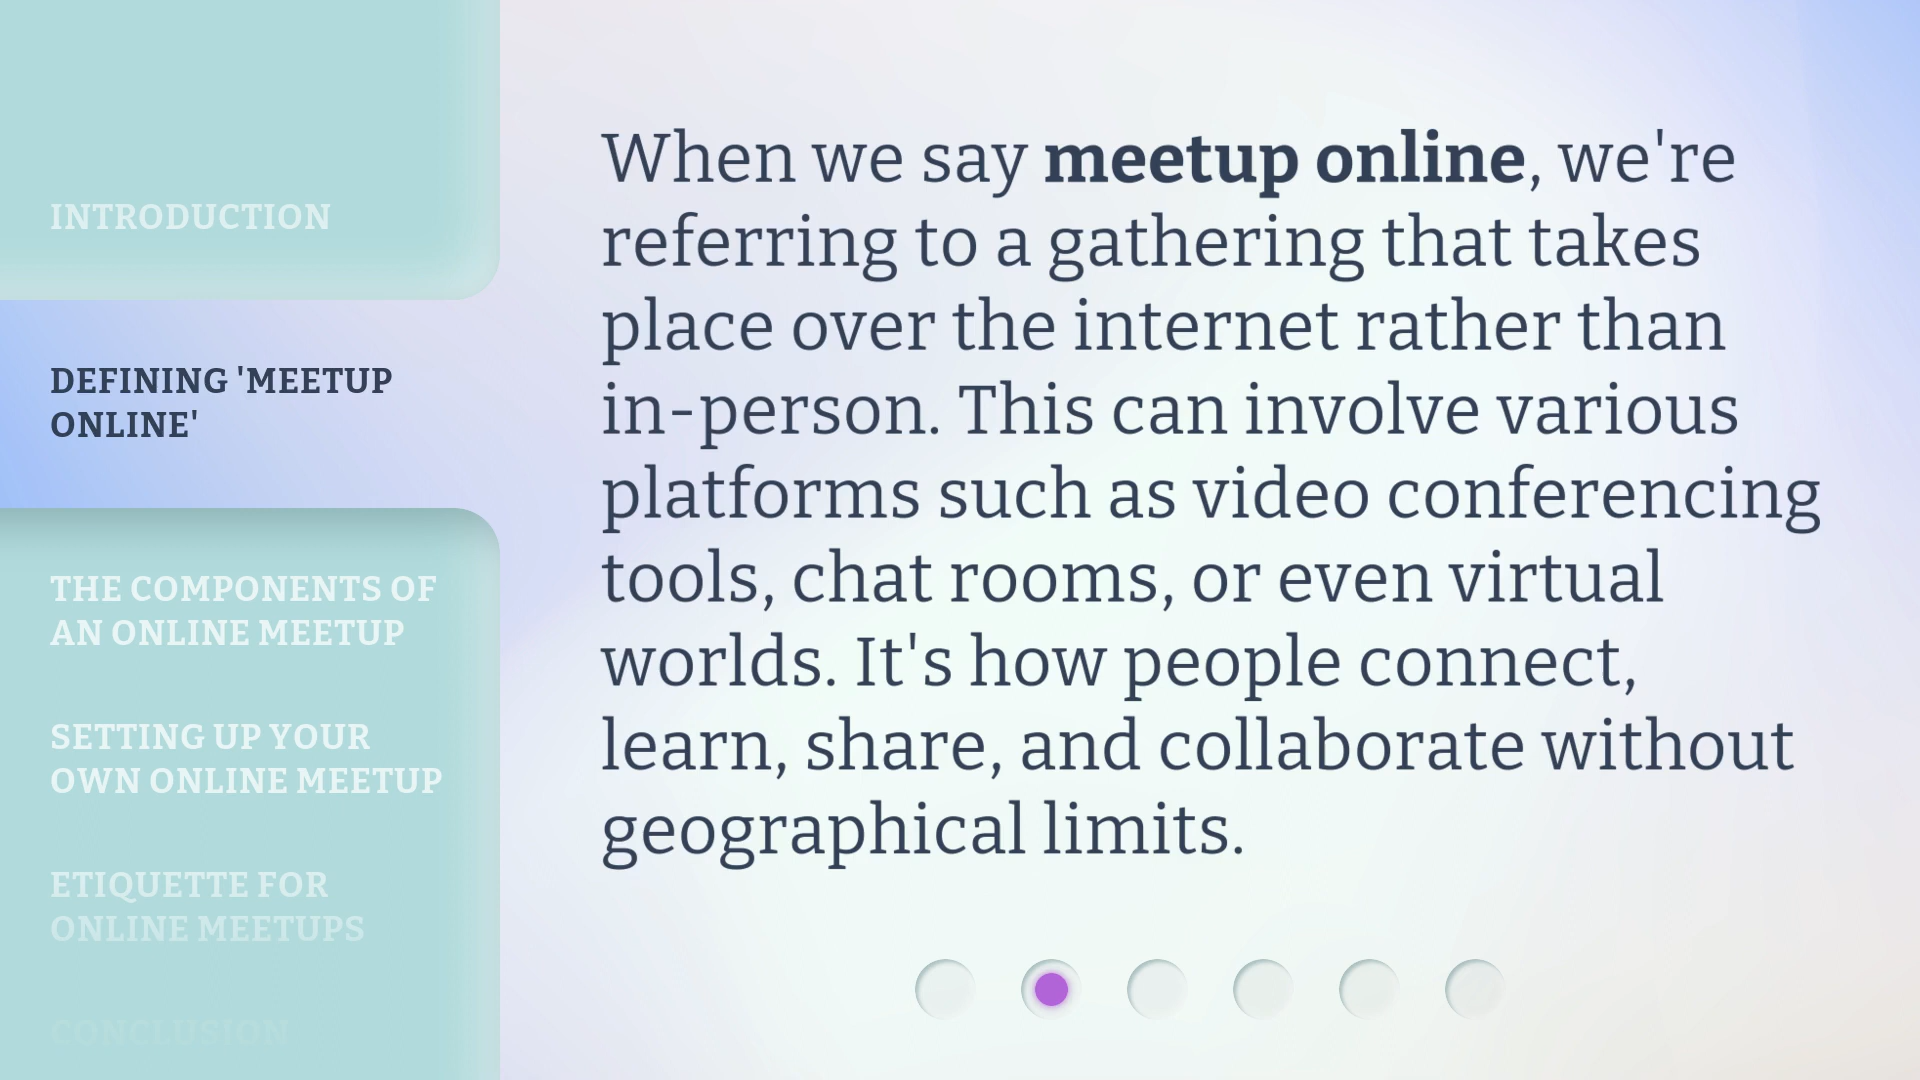 INTRODUCTION
DEFINING 'MEETUP
ONLINE'
THE COMPONENTS OF
AN ONLINE MEETUP
SETTING UP YOUR
OWN ONLINE MEETUP
ETIQUETTE FOR
ONLINE MEETUPS
CONCLUSION
When we say meetup online, we're
referring to a gathering that takes
place over the internet rather than
in-person. This can involve various
platforms such as video conferencing
tools, chat rooms, or even virtual
worlds. It's how people connect,
learn, share, and collaborate without
geographical limits.